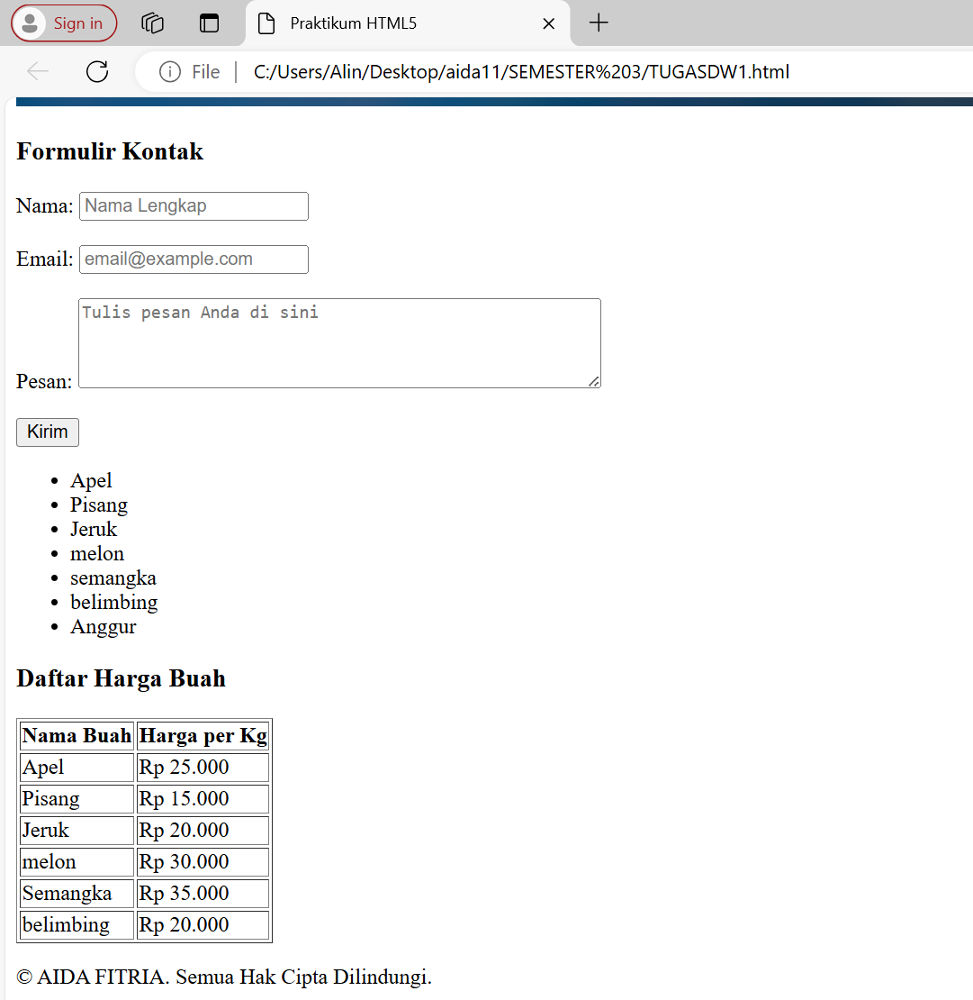 Sign in
Praktikum HTML5
File
C:/Users/Alin/Desktop/aida11/SEMESTER%203/TUGASDW1.html
Formulir Kontak
Nama: Nama Lengkap
Email: email@example.com
Tulis pesan Anda di sini
Pesan:
Kirim
• Apel
• Pisang
• Jeruk
• melon
• semangka
• belimbing
• Anggur
Daftar Harga Buah
Nama Buah Harga per Kg
Apel Rp 25.000
Pisang Rp 15.000
Jeruk Rp 20.000
melon Rp 30.000
Semangka Rp 35.000
belimbing Rp 20.000
© AIDA FITRIA. Semua Hak Cipta Dilindungi.